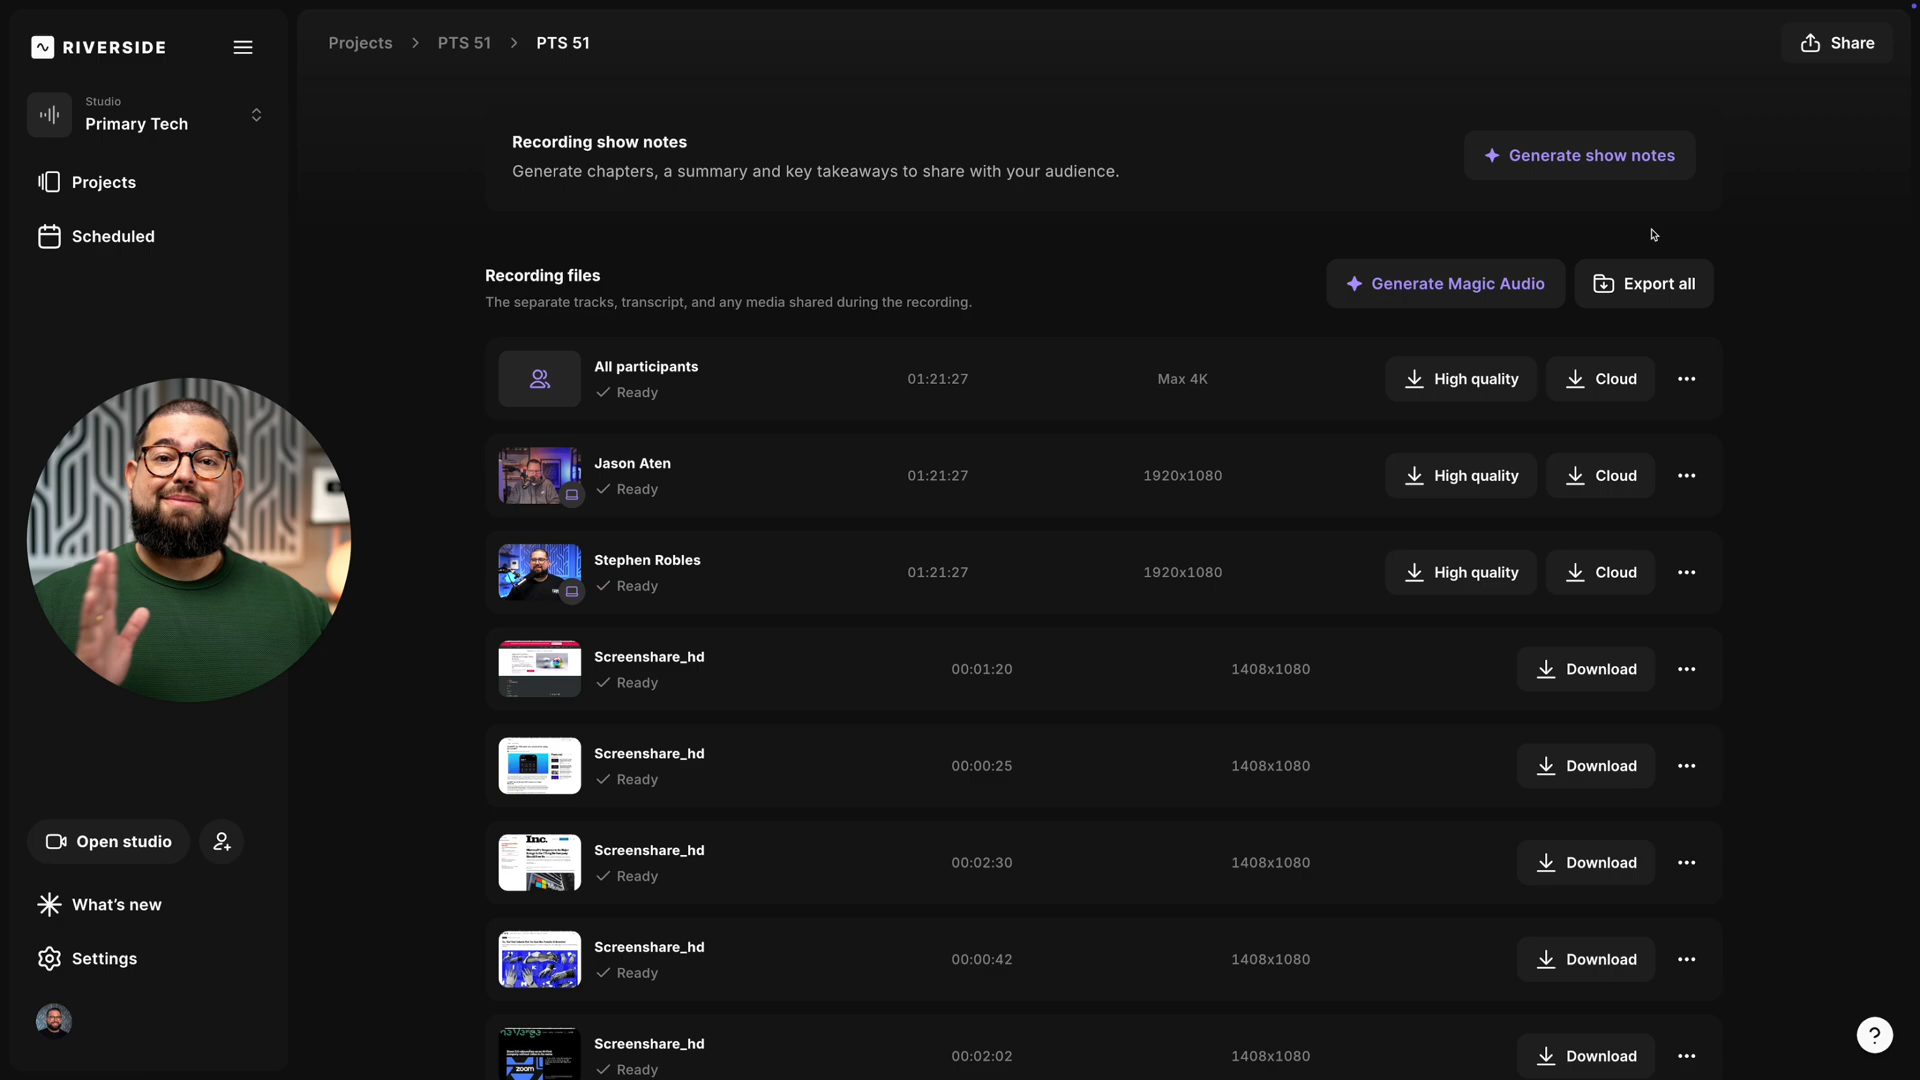 RIVERSIDE
Projects > PTS 51 > PTS 51
Share
Studio
Primary Tech
Projects
Scheduled
Recording show notes
Generate chapters, a summary and key takeaways to share with your audience.
Generate show notes
Recording files
The separate tracks, transcript, and any media shared during the recording.
Generate Magic Audio
Export all
All participants
Ready
01:21:27
Max 4K
High quality
Cloud
Jason Aten
Ready
01:21:27
1920x1080
High quality
Cloud
Stephen Robles
Ready
01:21:27
1920x1080
High quality
Cloud
Screenshare_hd
Ready
00:01:20
1408x1080
Download
Screenshare_hd
Ready
00:00:25
1408x1080
Download
Inc.
Screenshare_hd
Ready
00:02:30
1408x1080
Download
Screenshare_hd
Ready
00:00:42
1408x1080
Download
zoom
Screenshare_hd
Ready
00:02:02
1408x1080
Download
Open studio
What's new
Settings
?